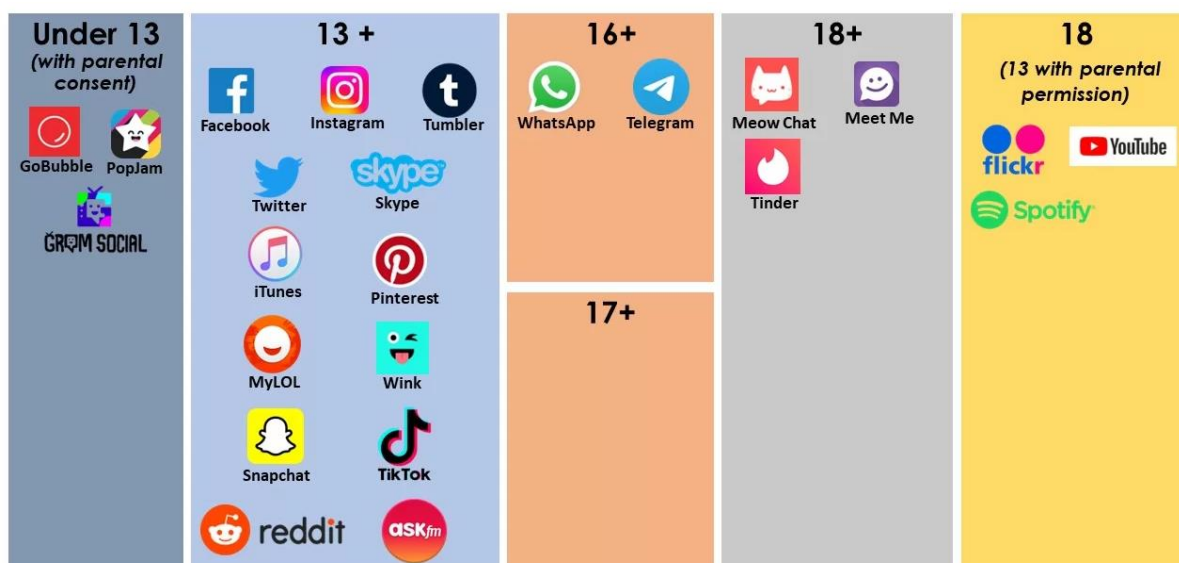 Under 13
(with parental
consent)
GoBubble PopJam
GROM SOCIAL
13 +
f t
Facebook Instagram Tumbler
skype
Twitter Skype
iTunes Pinterest
MyLOL Wink
Snapchat TikTok
reddit ASKfm
16+
WhatsApp Telegram
17+
18+
Meow Chat Meet Me
Tinder
18
(13 with parental
permission)
flickr YouTube
Spotify